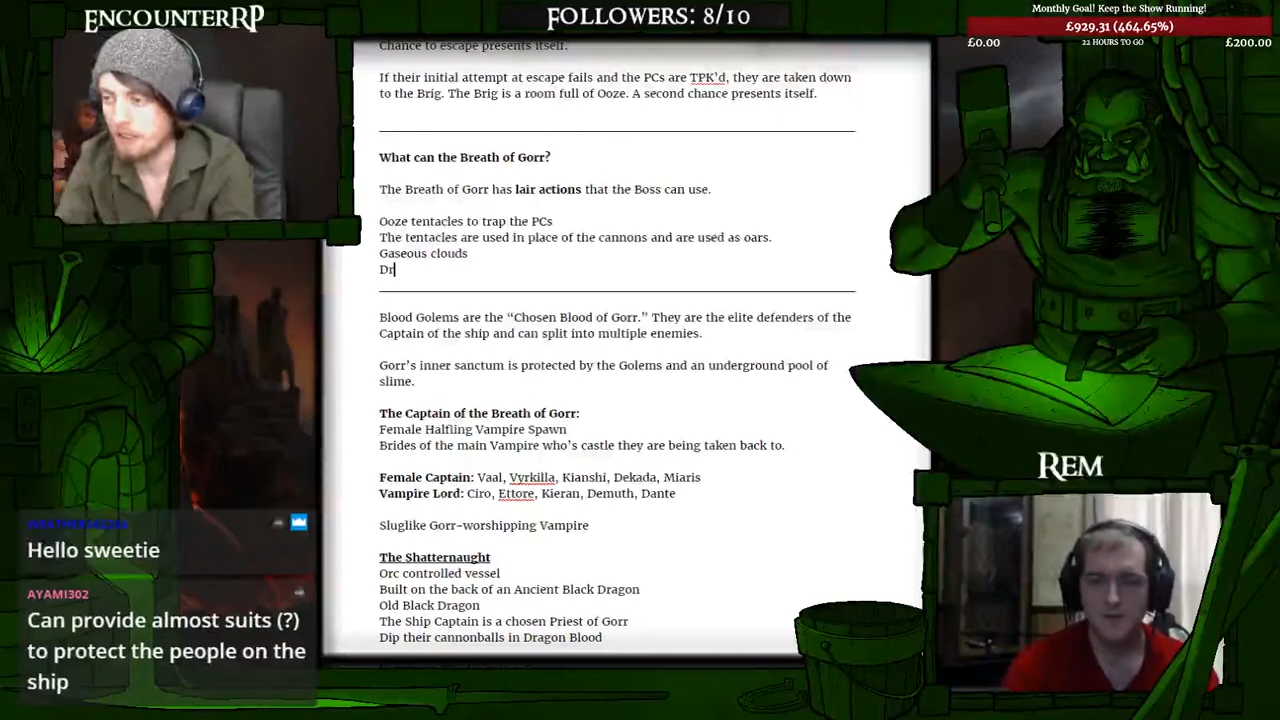 EncounterRP
Followers: 8/10
Monthly Goal! Keep the Show Running!
£929.31 (464.65%)
£0.00
22 HOURS TO GO
£200.00
Chance to escape presents itself.
If their initial attempt at escape fails and the PCs are TPK'd, they are taken down
to the Brig. The Brig is a room full of Ooze. A second chance presents itself.
What can the Breath of Gorr?
The Breath of Gorr has lair actions that the Boss can use.
Ooze tentacles to trap the PCs
The tentacles are used in place of the cannons and are used as oars.
Gaseous clouds
Dr
Blood Golems are the “Chosen Blood of Gorr.” They are the elite defenders of the
Captain of the ship and can split into multiple enemies.
Gorr’s inner sanctum is protected by the Golems and an underground pool of
slime.
The Captain of the Breath of Gorr:
Female Halfling Vampire Spawn
Brides of the main Vampire who’s castle they are being taken back to.
Female Captain: Vaal, Vyrkilla, Kianshi, Dekada, Miaris
Vampire Lord: Ciro, Ettore, Kieran, Demuth, Dante
Sluglike Gorr-worshipping Vampire
The Shatternaught
Orc controlled vessel
Built on the back of an Ancient Black Dragon
Old Black Dragon
The Ship Captain is a chosen Priest of Gorr
Dip their cannonballs in Dragon Blood
Hello sweetie
AYAMI302
Can provide almost suits (?)
to protect the people on the
ship
Rem